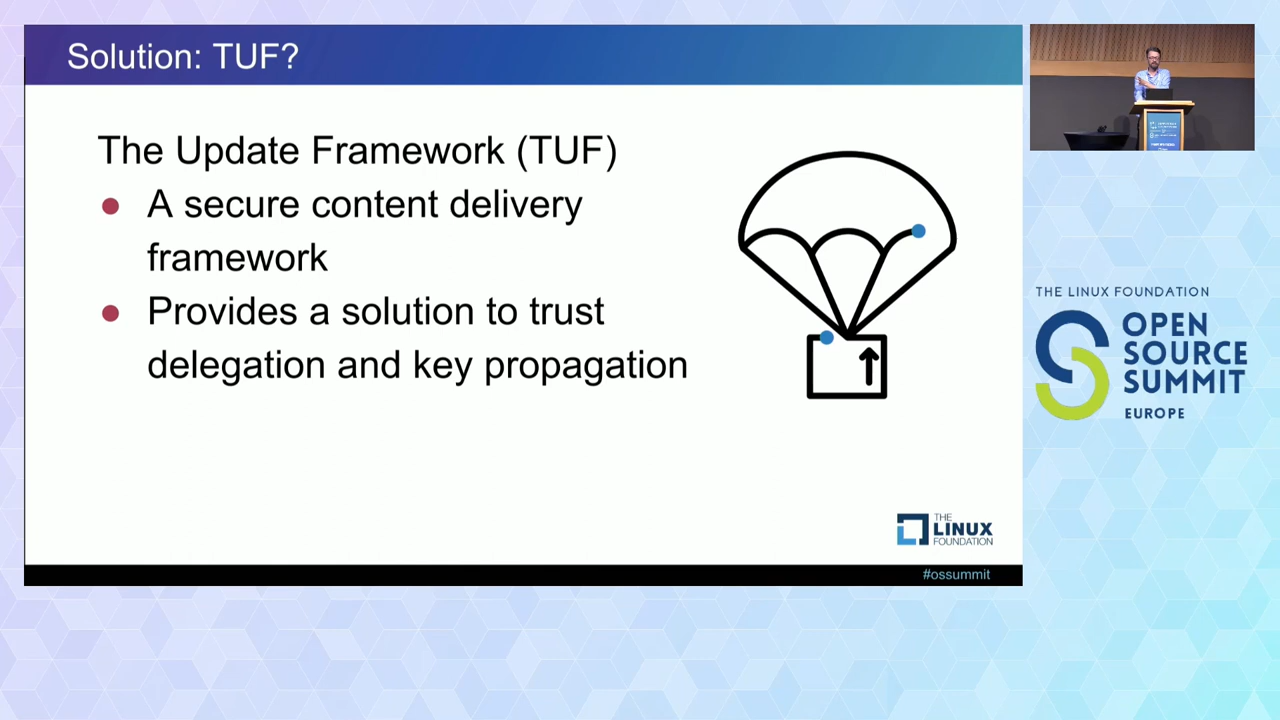 Solution: TUF?
The Update Framework (TUF)
● A secure content delivery
framework
● Provides a solution to trust
delegation and key propagation
THE
LINUX
FOUNDATION
#ossummit
THE LINUX FOUNDATION
OPEN
SOURCE
SUMMIT
EUROPE